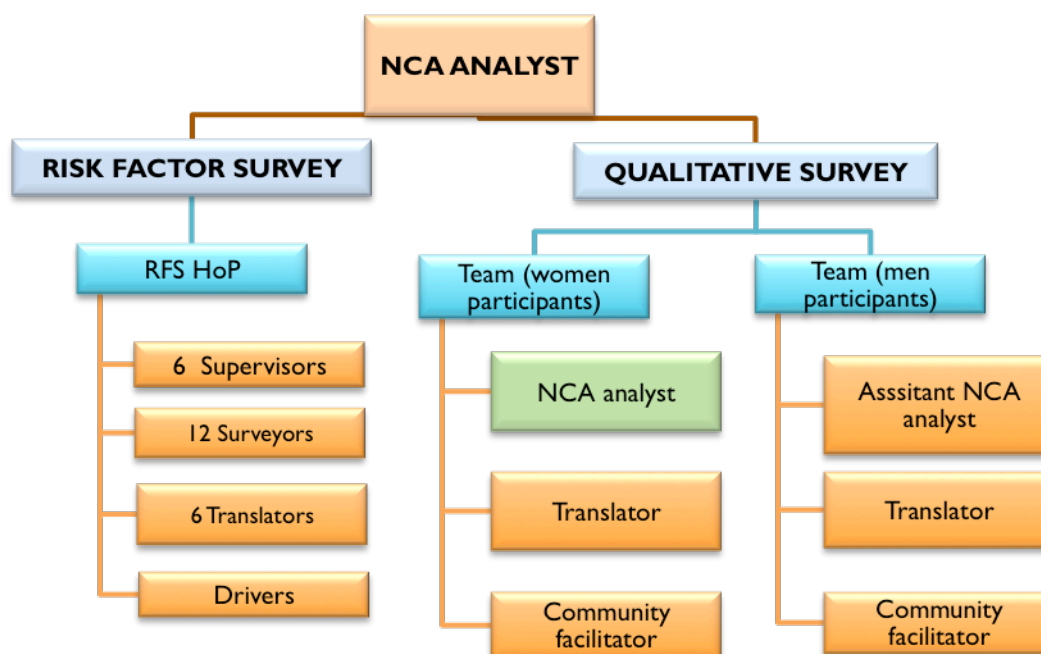 NCA ANALYST
RISK FACTOR SURVEY
QUALITATIVE SURVEY
RFS HoP
6 Supervisors
12 Surveyors
6 Translators
Drivers
Team (women
participants)
NCA analyst
Translator
Community
facilitator
Team (men
participants)
Asssitant NCA
analyst
Translator
Community
facilitator